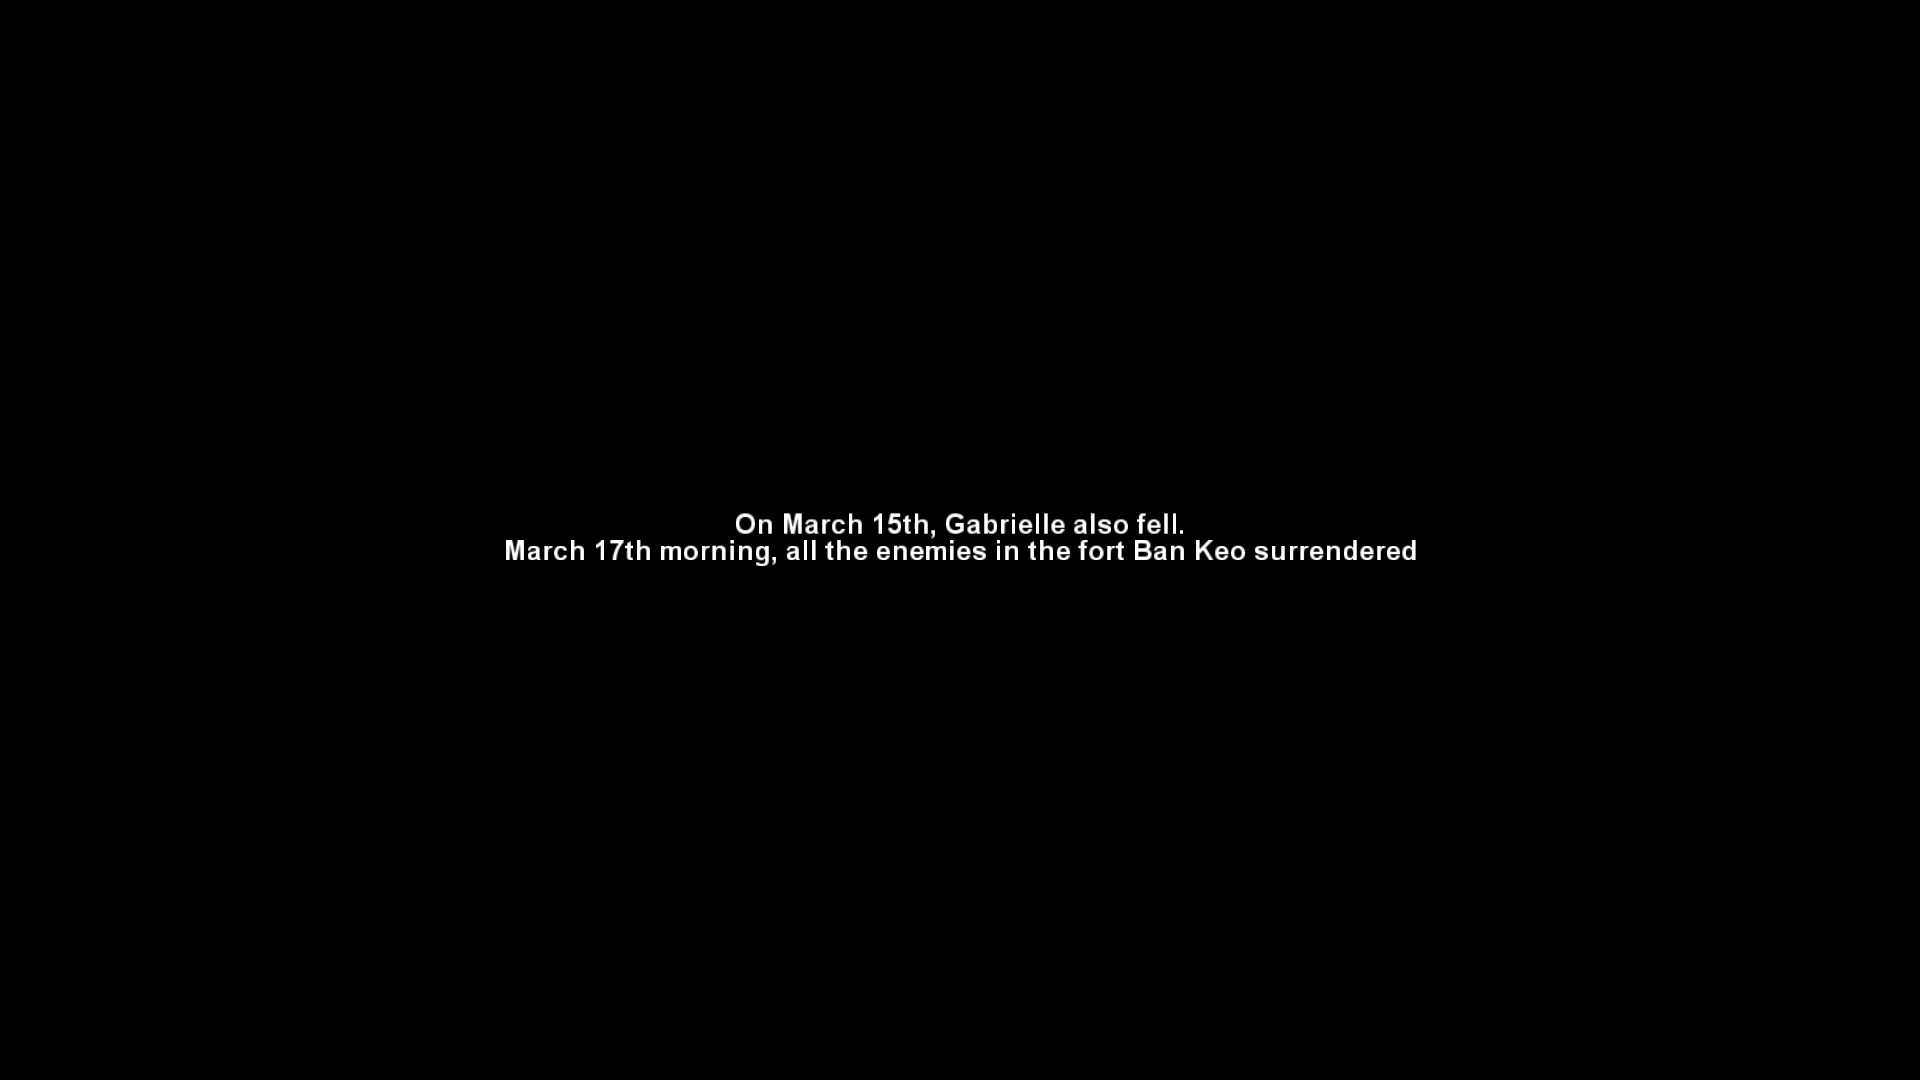 On March 15th, Gabrielle also fell.
March 17th morning, all the enemies in the fort Ban Keo surrendered